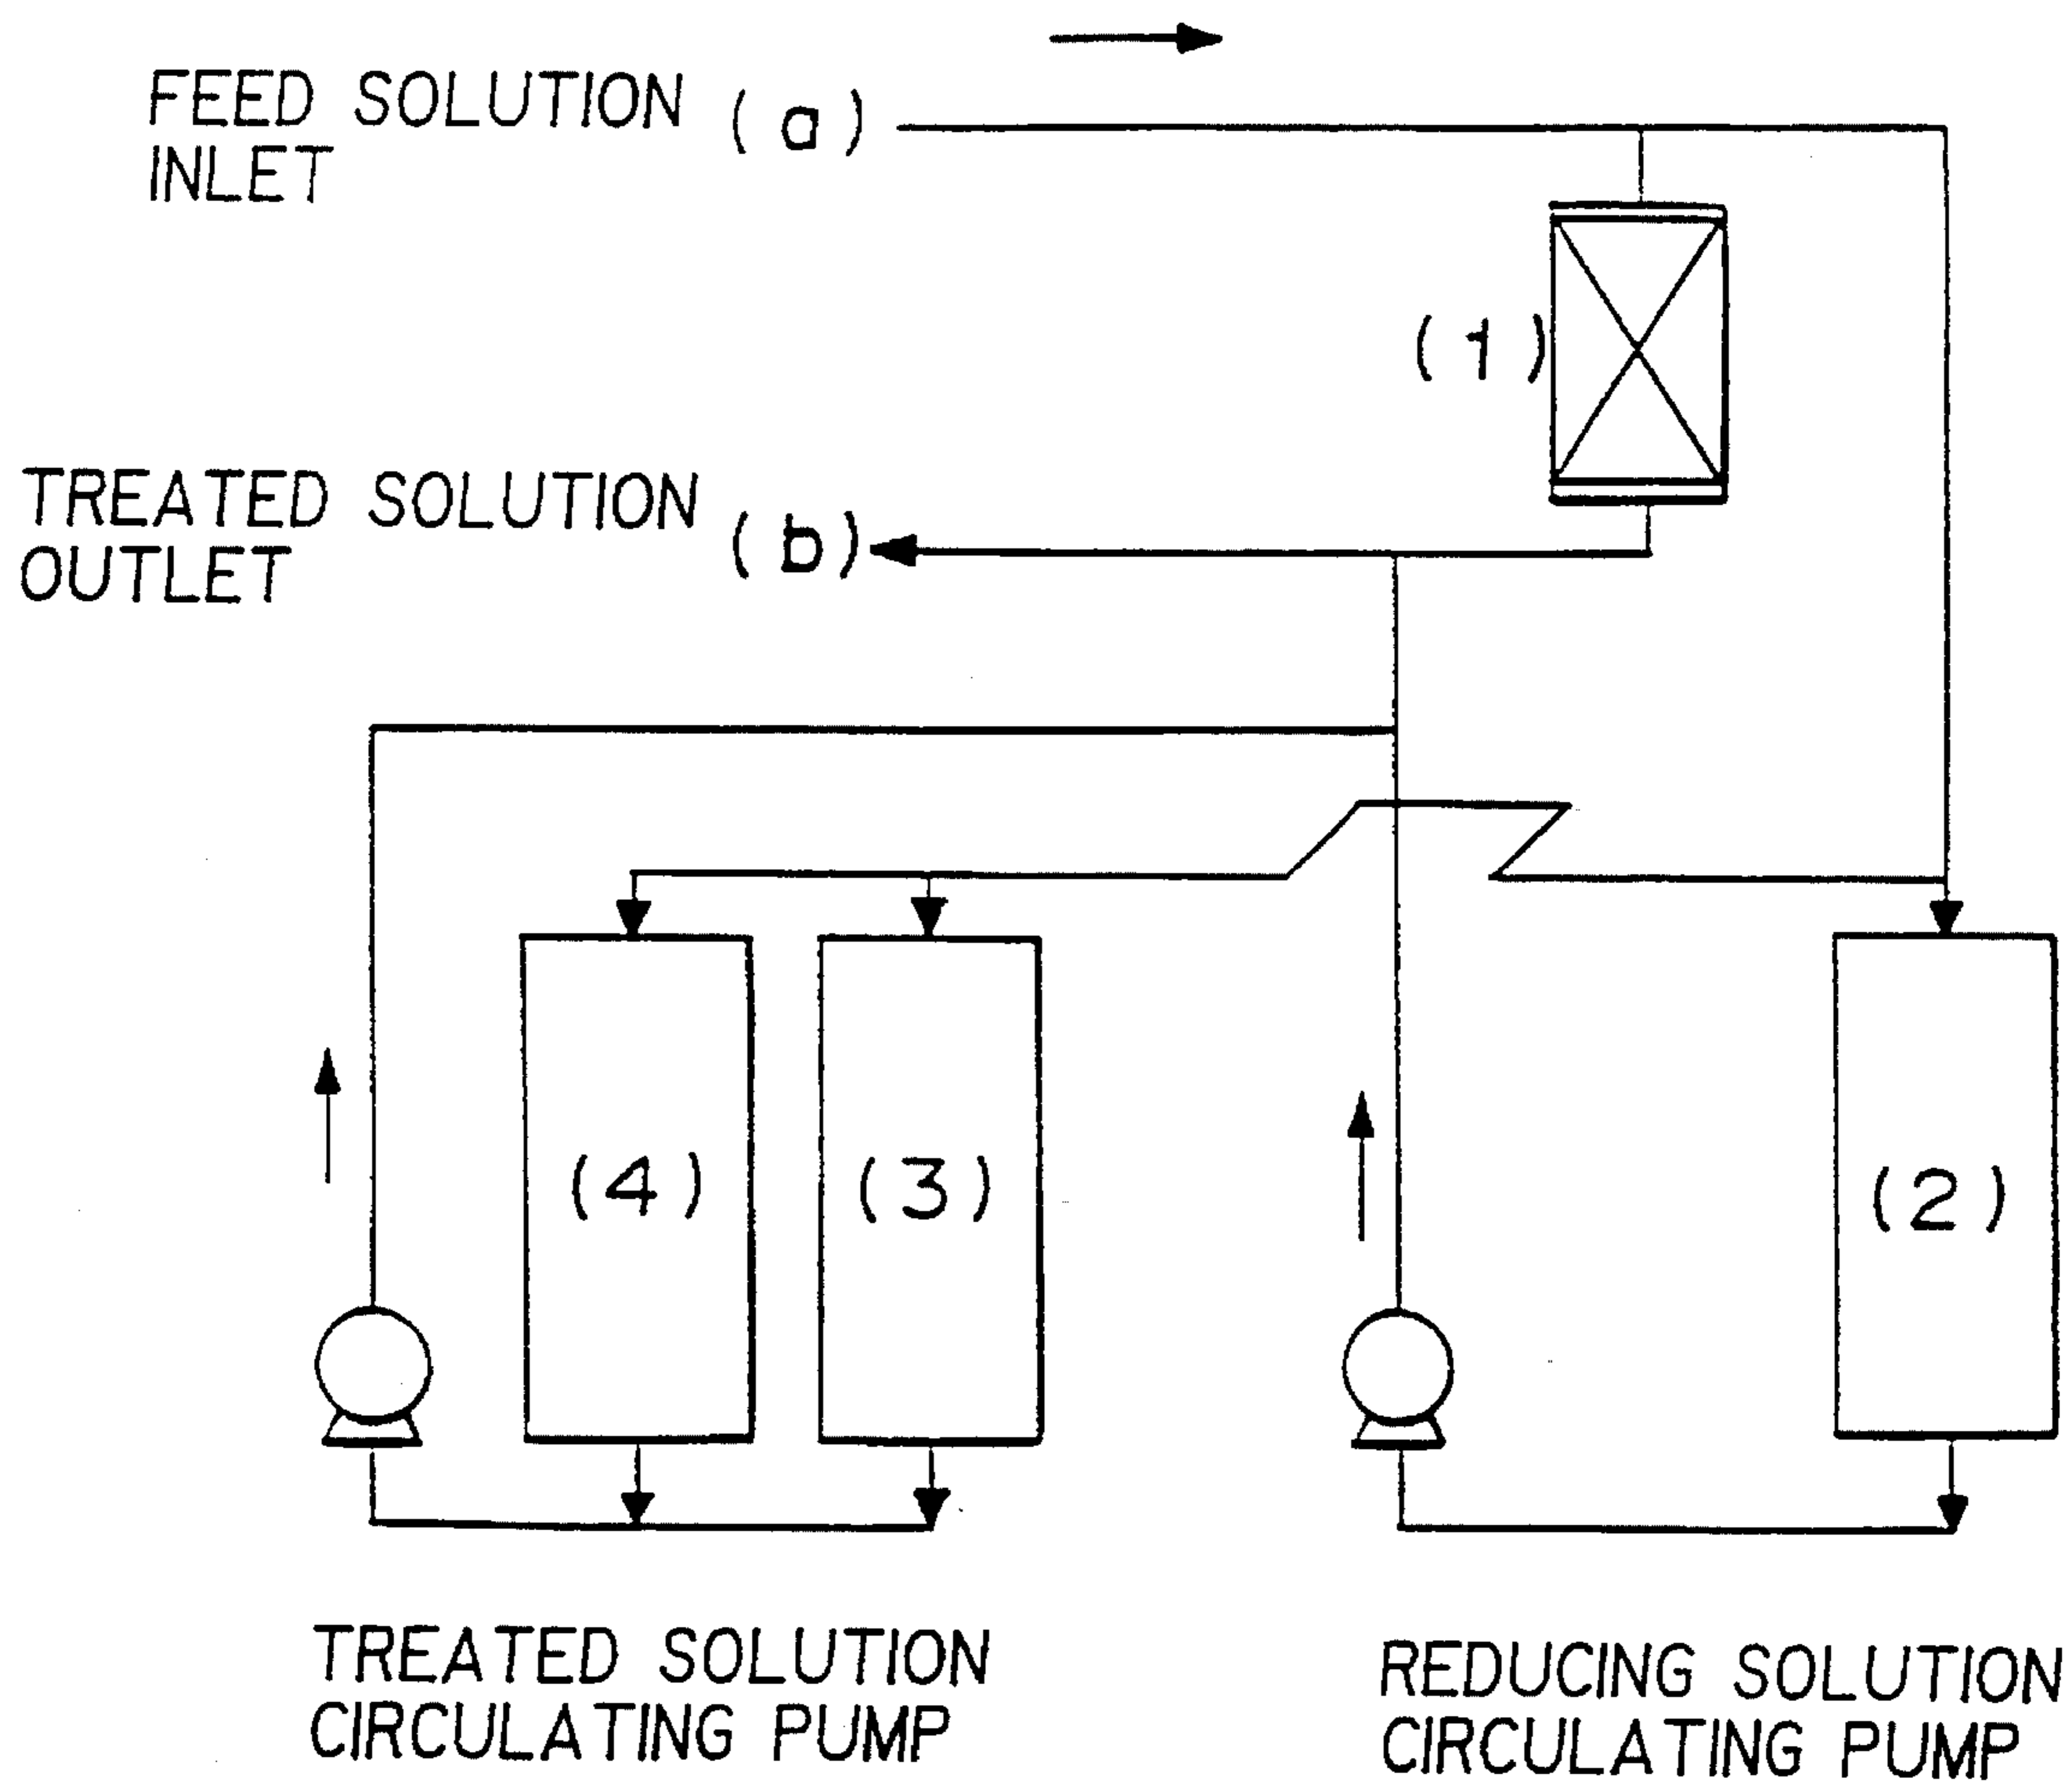 FEED SOLUTION (a)
INLET
(1)
TREATED SOLUTION (b)
OUTLET
(4)
(3)
(2)
TREATED SOLUTION
CIRCULATING PUMP
REDUCING SOLUTION
CIRCULATING PUMP